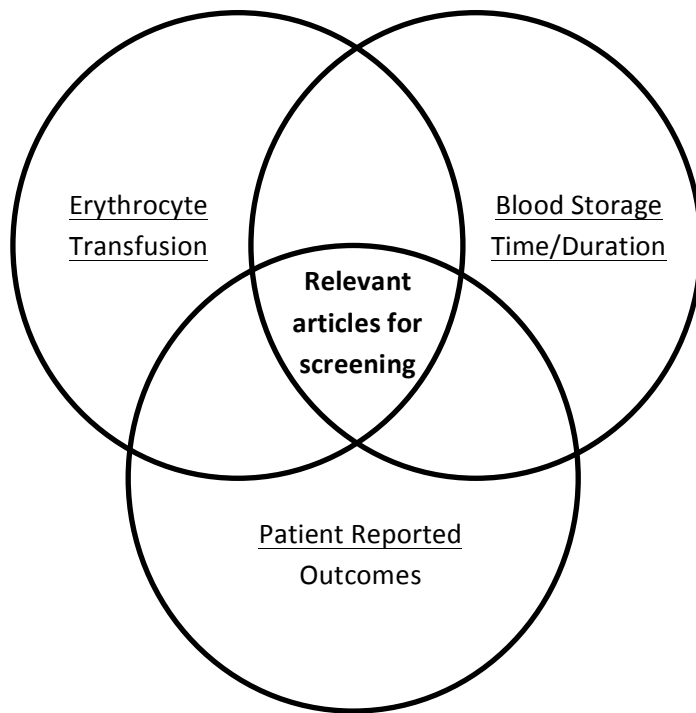 Erythrocyte
Transfusion
Blood Storage
Time/Duration
Relevant
articles for
screening
Patient Reported
Outcomes